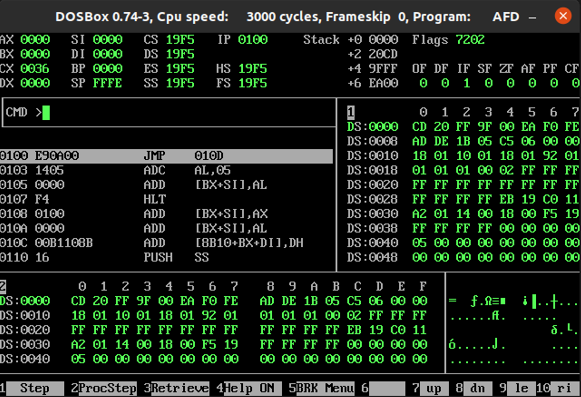 DOSBox 0.74-3, Cpu speed: 3000 cycles, Frameskip 0, Program: AFD
AX 0000 SI 0000 CS 19F5 IP 0100 Stack +0 0000 Flags 7202
BX 0000 DI 0000 DS 19F5 +2 20CD
CX 0036 BP 0000 ES 19F5 HS 19F5 +4 9FFF OF DF IF SF ZF AF PF CF
DX 0000 SP FFFE SS 19F5 FS 19F5 +6 EA00 0 0 1 0 0 0 0 0
CMD >
1 0 1 2 3 4 5 6 7
DS:0000 CD 20 FF 9F 00 EA F0 FE
DS:0008 AD DE 1B 05 C5 06 00 00
DS:0010 18 01 10 01 18 01 92 01
DS:0018 01 01 01 00 02 FF FF FF
DS:0020 FF FF FF FF FF FF FF FF
DS:0028 FF FF FF FF EB 19 C0 11
DS:0030 A2 01 14 00 18 00 F5 19
DS:0038 FF FF FF FF 00 00 00 00
DS:0040 05 00 00 00 00 00 00 00
DS:0048 00 00 00 00 00 00 00 00
0100 E90A00 JMP 010D
0103 1405 ADC AL,05
0105 0000 ADD [BX+SI],AL
0107 F4 HLT
0108 0100 ADD [BX+SI],AX
010A 0000 ADD [BX+SI],AL
010C 00B1108B ADD [8B10+BX+DI],DH
0110 16 PUSH SS
2 0 1 2 3 4 5 6 7 8 9 A B C D E F
DS:0000 CD 20 FF 9F 00 EA F0 FE AD DE 1B 05 C5 06 00 00
DS:0010 18 01 10 01 18 01 92 01 01 01 01 00 02 FF FF FF
DS:0020 FF FF FF FF FF FF FF FF FF FF FF FF EB 19 C0 11
DS:0030 A2 01 14 00 18 00 F5 19 FF FF FF FF 00 00 00 00
DS:0040 05 00 00 00 00 00 00 00 00 00 00 00 00 00 00 00
1 Step 2 ProcStep 3 Retrieve 4 Help ON 5 BRK Menu 6 7 up 8 dn 9 le 10 ri